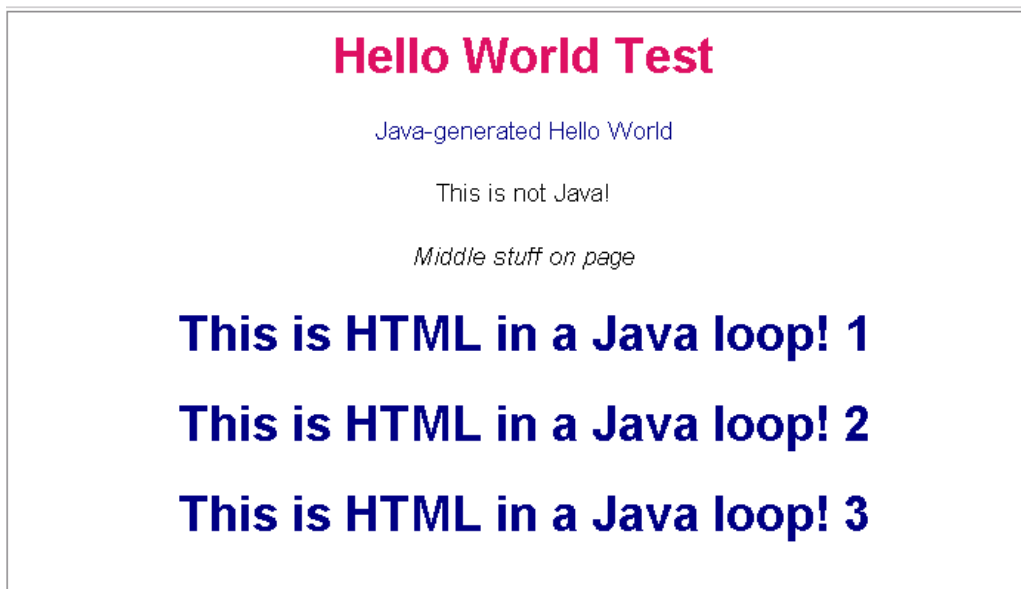 Hello World Test
Java-generated Hello World
This is not Java!
Middle stuff on page
This is HTML in a Java loop! 1
This is HTML in a Java loop! 2
This is HTML in a Java loop! 3